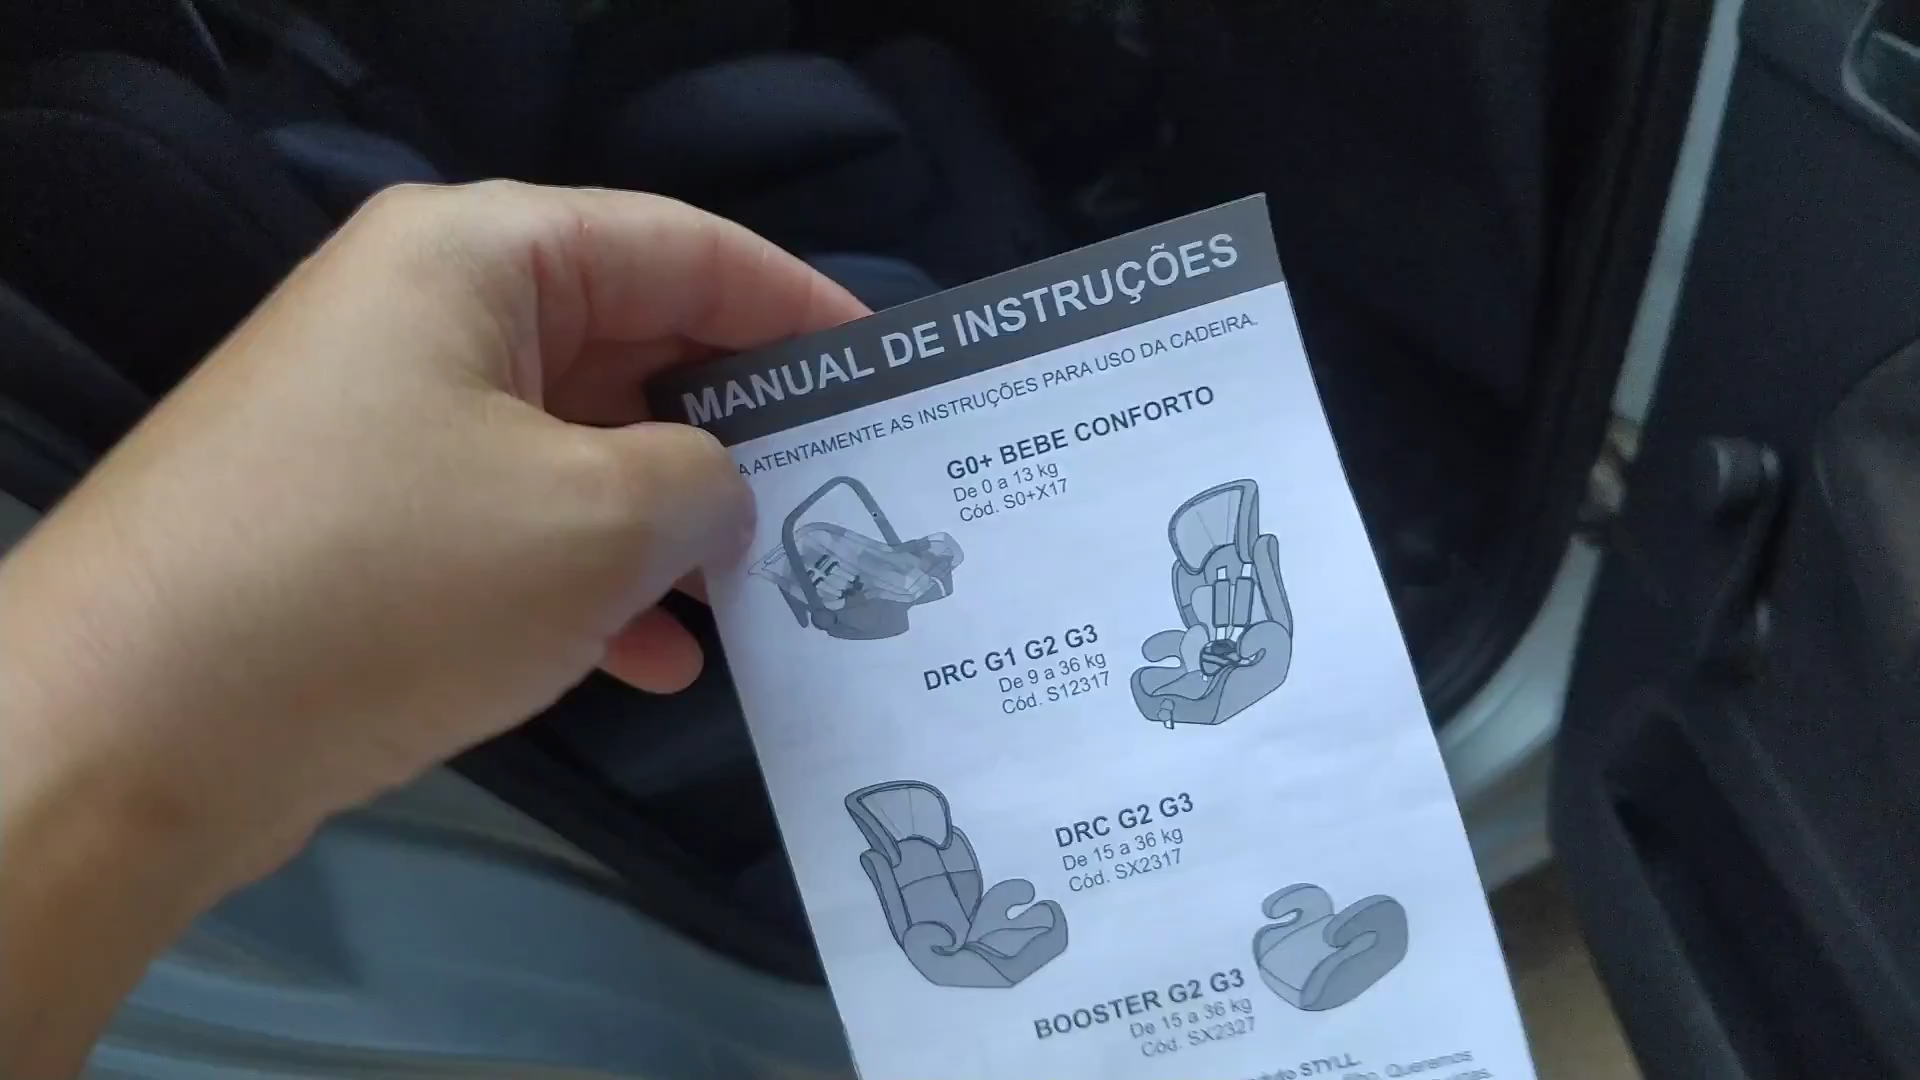 MANUAL DE INSTRUÇÕES
ATENTAMENTE AS INSTRUÇÕES PARA USO DA CADEIRA.
G0+ BEBE CONFORTO
De 0 a 13 kg
Cód. S0+X17
DRC G1 G2 G3
De 9 a 36 kg
Cód. S12317
DRC G2 G3
De 15 a 36 kg
Cód. SX2317
BOOSTER G2 G3
De 15 a 36 kg
Cód. SX2327
STYLL.
Queremos